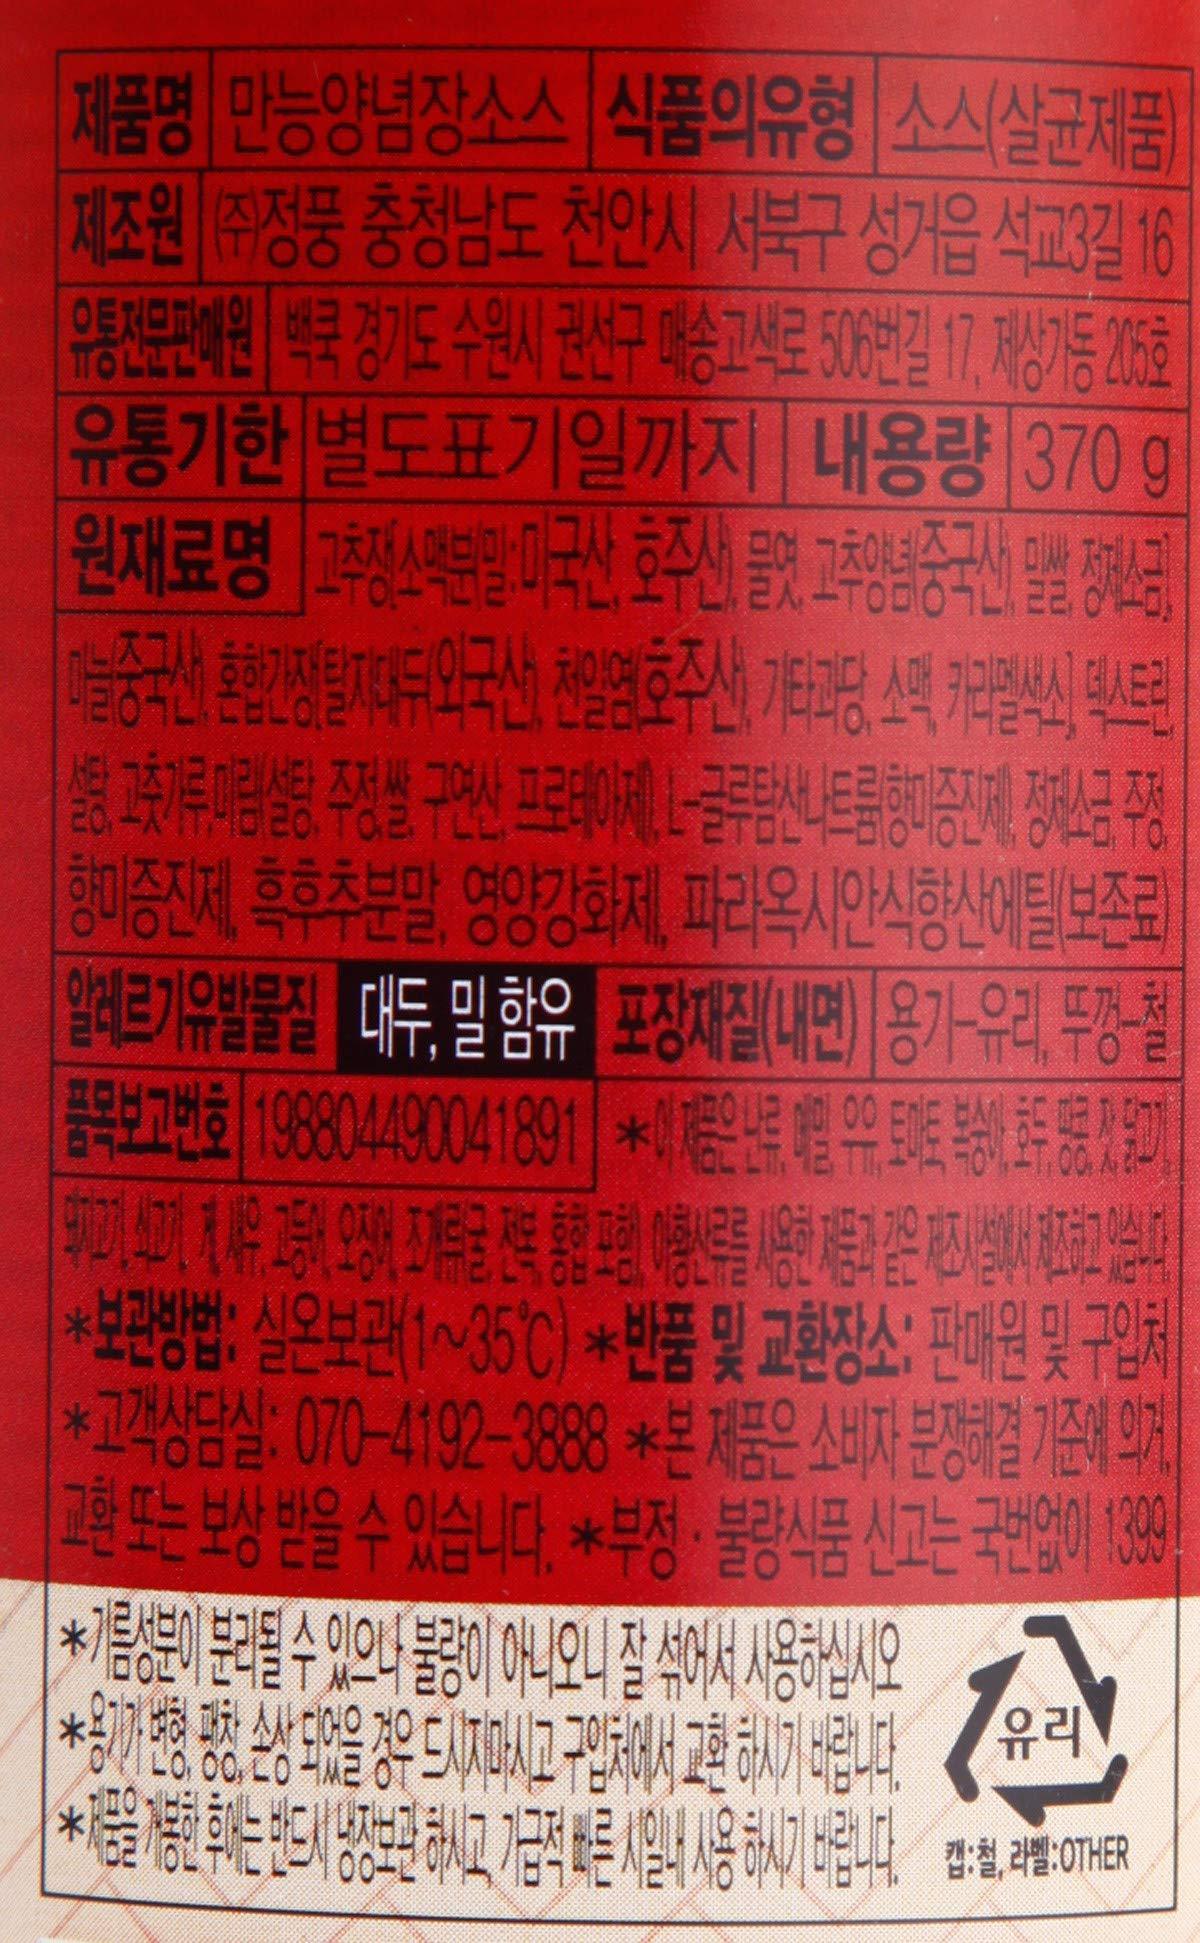 제품명 만능양념장소스 식품의유형 소스(살균제품)
제조원 ㈜정풍 충청남도 천안시 서북구 성거읍 석교3길 16
유통전문판매원 백쿡 경기도 수원시 권선구 매송고색로 506번길 17, 제상가동 205호
유통기한 별도표기일까지 내용량 370 g
원재료명 고추장[소맥분(밀:미국산, 호주산), 물엿, 고추양념(중국산), 밀쌀, 정제소금],
마늘(중국산), 혼합간장[탈지대두(외국산), 천일염(호주산), 기타과당, 소맥, 카라멜색소], 덱스트린,
설탕, 고춧가루, 미림(설탕, 주정, 쌀, 구연산, 프로테아제), L-글루탐산나트륨(향미증진제), 정제소금, 주정,
향미증진제, 흑후추분말, 영양강화제, 파라옥시안식향산에틸(보존료)
알레르기유발물질 대두, 밀 함유 포장재질(내면) 용기-유리, 뚜껑-철
품목보고번호 198804490041891 *이 제품은 난류, 메밀, 우유, 토마토, 복숭아, 호두, 땅콩, 잣, 닭고기,
돼지고기, 쇠고기, 게, 새우, 고등어, 오징어, 조개류(굴, 전복, 홍합 포함), 아황산류를 사용한 제품과 같은 제조시설에서 제조하고 있습니다.
*보관방법: 실온보관(1~35℃) *반품 및 교환장소: 판매원 및 구입처
*고객상담실: 070-4192-3888 *본 제품은 소비자 분쟁해결 기준에 의거,
교환 또는 보상 받을 수 있습니다. *부정·불량식품 신고는 국번없이 1399
*기름성분이 분리될 수 있으나 불량이 아니오니 잘 섞어서 사용하십시오
*용기가 변형, 팽창, 손상 되었을 경우 드시지마시고 구입처에서 교환 하시기 바랍니다.
*제품을 개봉한 후에는 반드시 냉장보관 하시고, 가급적 빠른 시일내 사용 하시기 바랍니다.
유리
캡:철, 라벨:OTHER